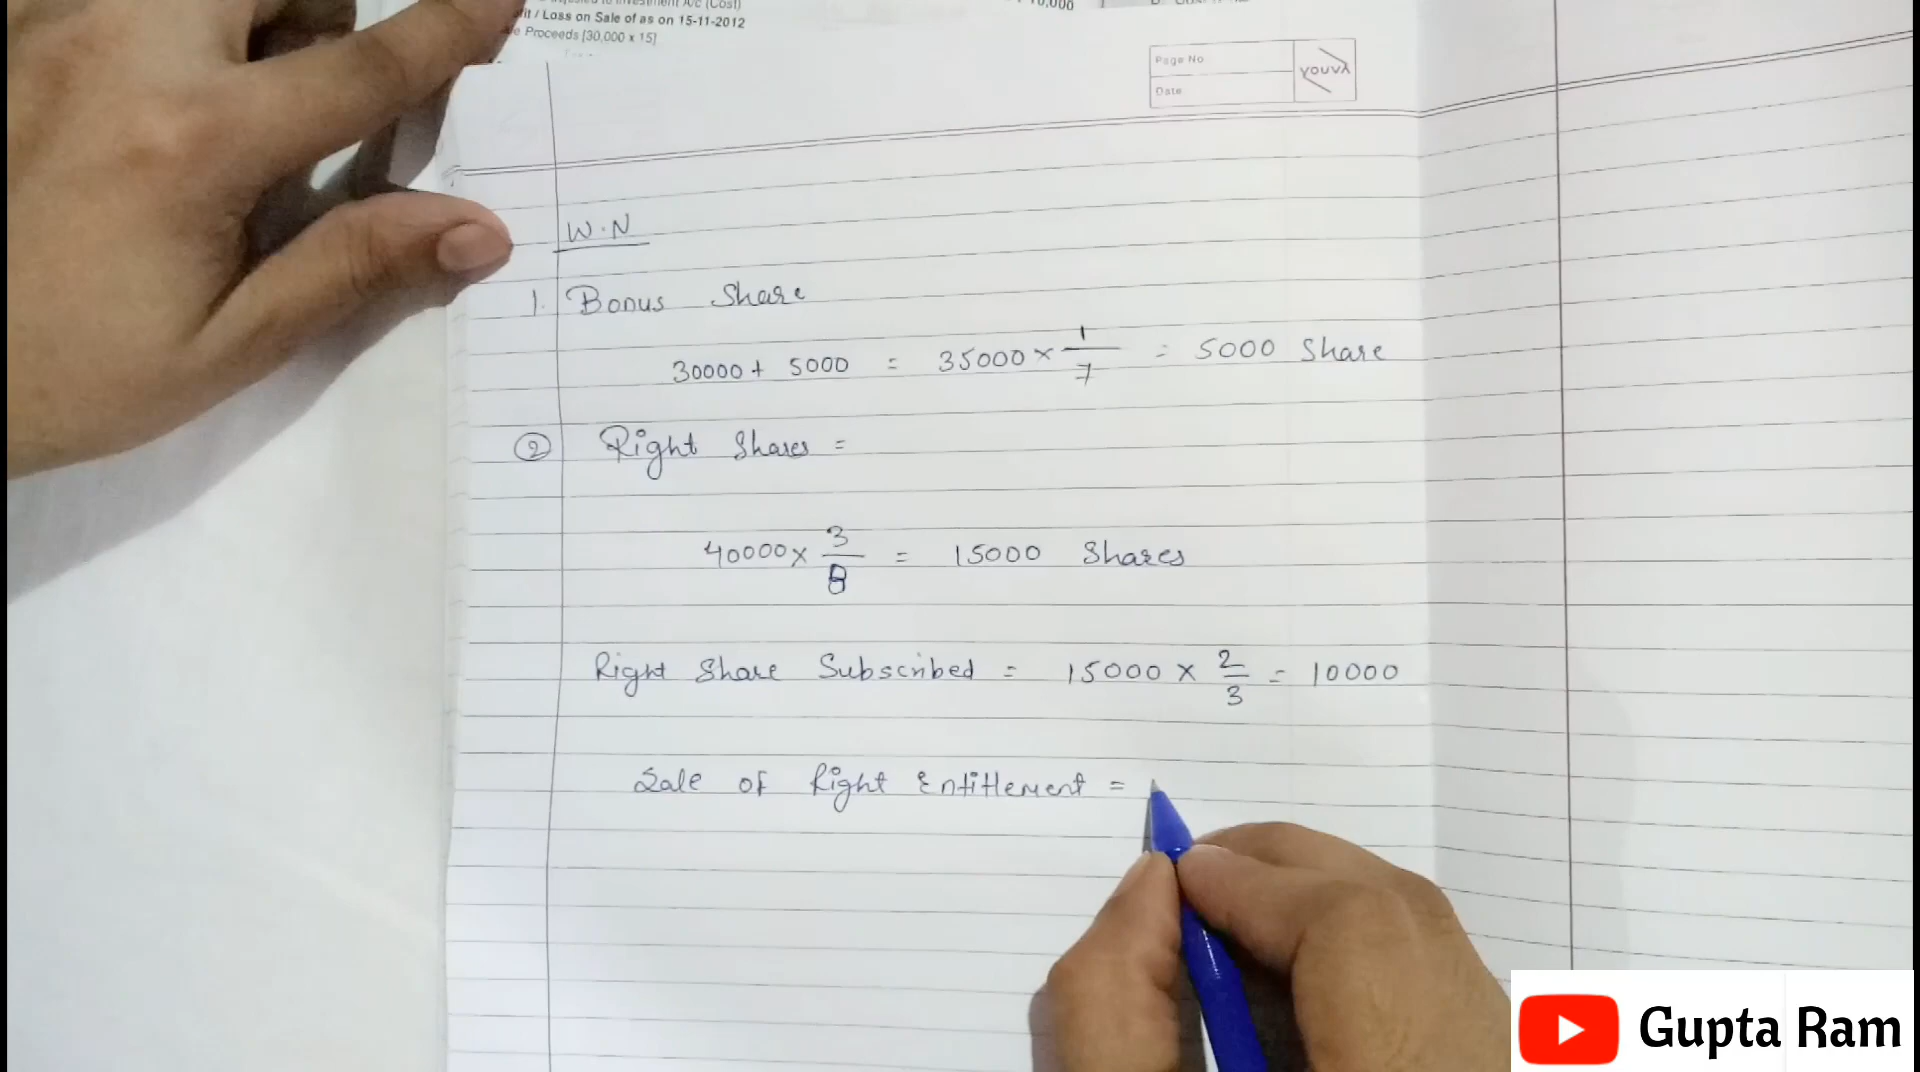 / Loss on Sale of as on 15-11-2012
Proceeds [30,000 x 15]
Page No
Date
YOUVA
W.N
1. Bonus Share
30000 + 5000 = 35000 × 1/7 = 5000 Share
② Right Shares =
40000 × 3/8 = 15000 Shares
Right Share Subscribed = 15000 × 2/3 = 10000
Sale of Right Entitlement =
Gupta Ram